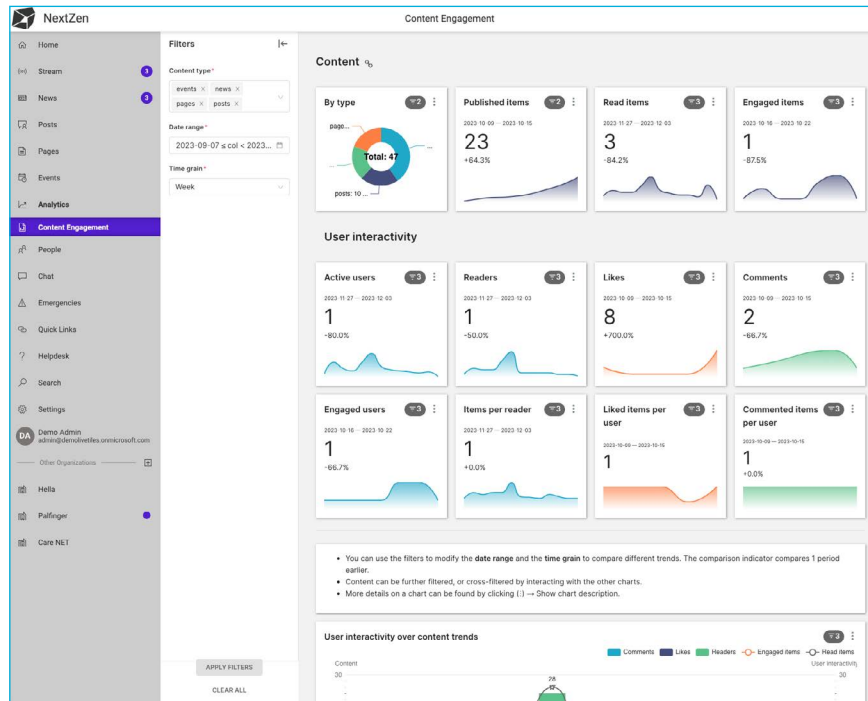 NextZen
Content Engagement
Home
Stream 3
News 3
Posts
Pages
Events
Analytics
Content Engagement
People
Chat
Emergencies
Quick Links
Helpdesk
Search
Settings
DA Demo Admin
admin@demolivetiles.onmicrosoft.com
Other Organizations
Hella
Palfinger
Care NET
Filters
Content type*
events × news ×
pages × posts ×
Date range*
2023-09-07 ≤ col < 2023...
Time grain*
Week
APPLY FILTERS
CLEAR ALL
Content
By type 2
page...
...
Total: 47
...
posts: 10 ...
Published items 2
2023-10-09 — 2023-10-15
23
+64.3%
Read items 3
2023-11-27 — 2023-12-03
3
-84.2%
Engaged items 3
2023-10-16 — 2023-10-22
1
-87.5%
User interactivity
Active users 3
2023-11-27 — 2023-12-03
1
-80.0%
Readers 3
2023-11-27 — 2023-12-03
1
-50.0%
Likes 3
2023-10-09 — 2023-10-15
8
+700.0%
Comments 3
2023-10-09 — 2023-10-15
2
-66.7%
Engaged users 3
2023-10-16 — 2023-10-22
1
-66.7%
Items per reader 3
2023-11-27 — 2023-12-03
1
+0.0%
Liked items per
user 3
2023-10-09 — 2023-10-15
1
Commented items
per user 3
2023-10-09 — 2023-10-15
1
+0.0%
• You can use the filters to modify the date range and the time grain to compare different trends. The comparison indicator compares 1 period
earlier.
• Content can be further filtered, or cross-filtered by interacting with the other charts.
• More details on a chart can be found by clicking (⋮) → Show chart description.
User interactivity over content trends 3
Comments Likes Readers Engaged items Read items
Content
User Interactivity
30
28
30